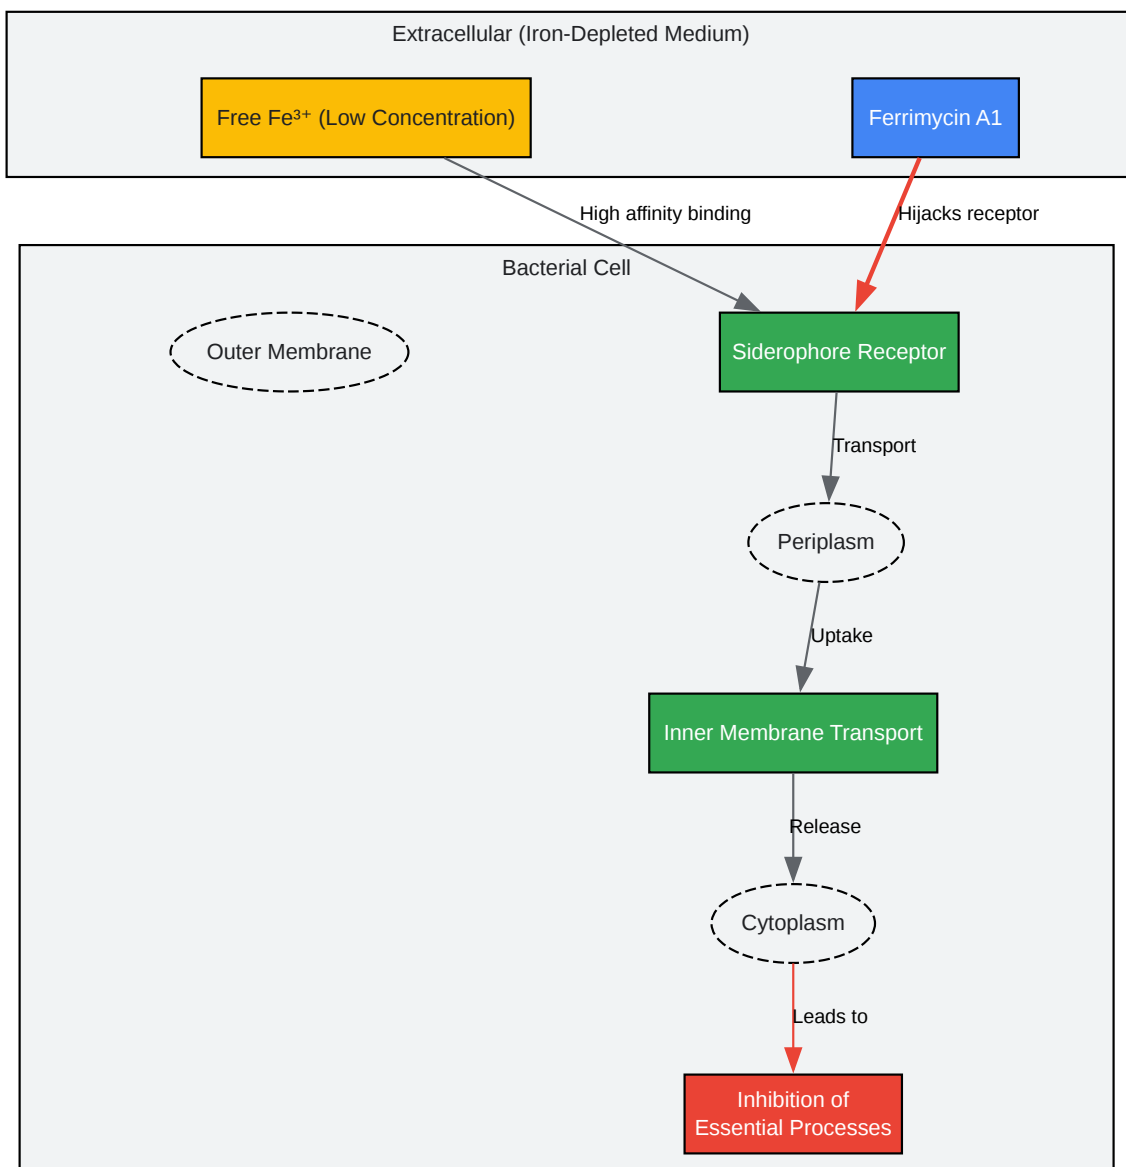 Extracellular (Iron-Depleted Medium)
Free Fe³⁺ (Low Concentration)
Ferrimycin A1
High affinity binding
Hijacks receptor
Bacterial Cell
Outer Membrane
Siderophore Receptor
Transport
Periplasm
Uptake
Inner Membrane Transport
Release
Cytoplasm
Leads to
Inhibition of
Essential Processes